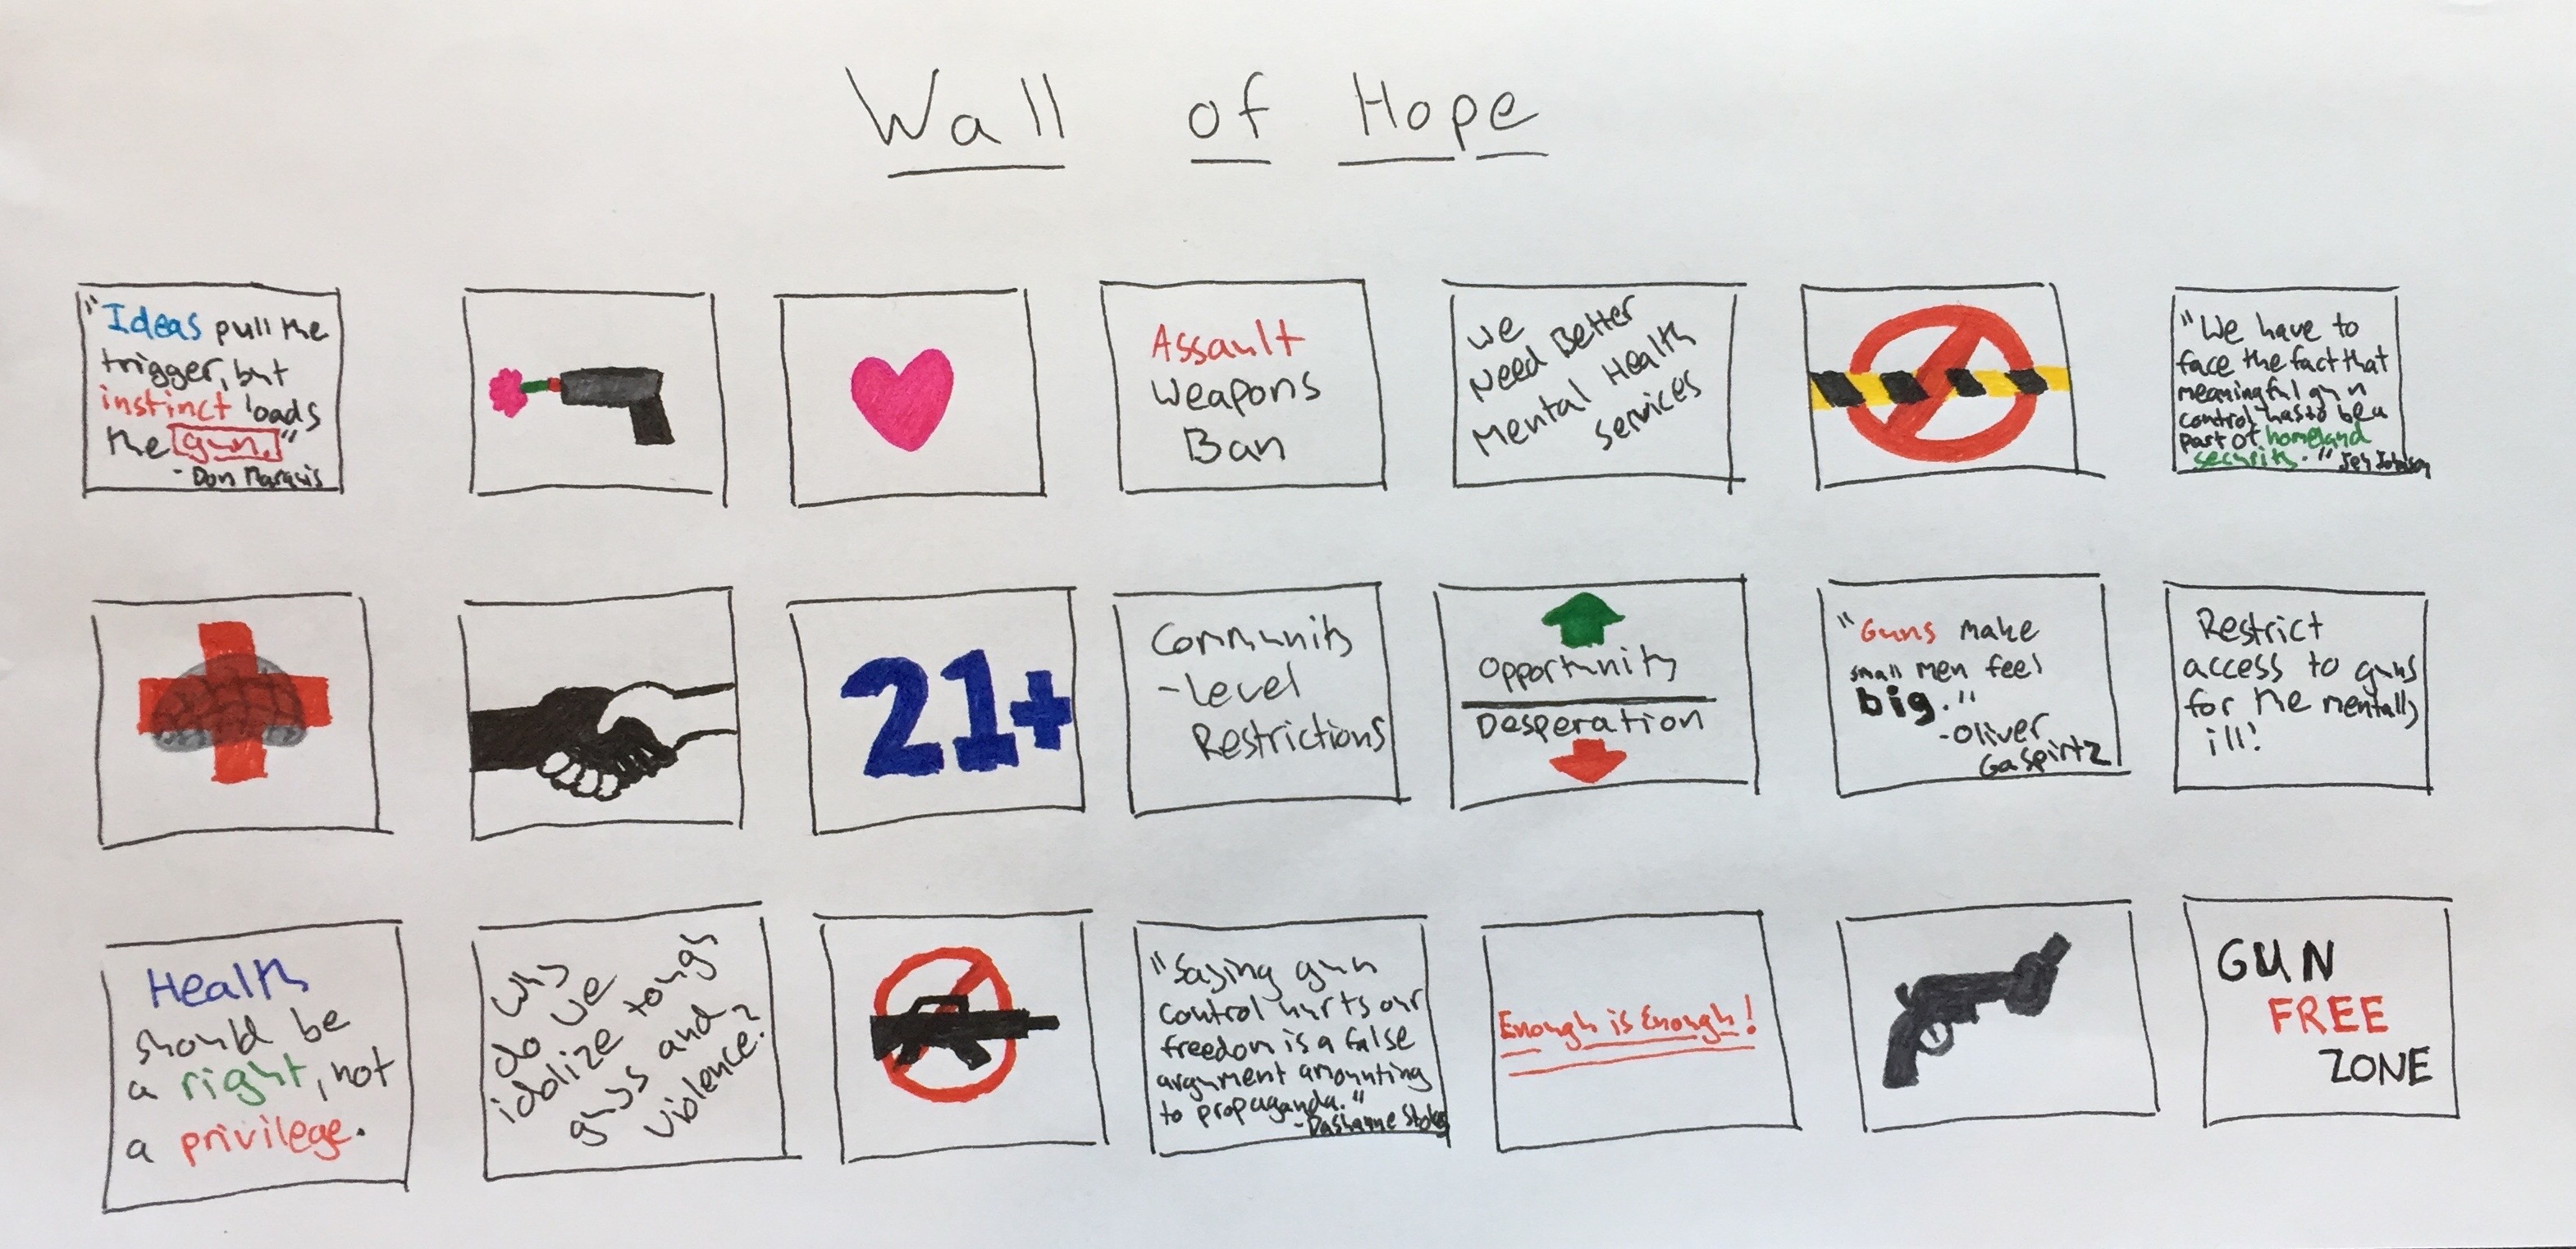 Wall of Hope
"Ideas pull the
trigger, but
instinct loads
the gun."
- Don Marquis
Assault
Weapons
Ban
We
Need Better
Mental Health
Services
"We have to
face the fact that
meaningful gun
control has to be a
part of homeland
security." Jeh Johnson
21+
Community
-Level
Restrictions
Opportunity
Desperation
"Guns make
small men feel
big."
-Oliver
Gaspirtz
Restrict
access to guns
for the mentally
ill!
Health
should be
a right, not
a privilege.
Why
do we
idolize tough
guys and
violence?
"Saying gun
control hurts our
freedom is a false
argument amounting
to propaganda."
-Dashanne Stokes
Enough is Enough!
GUN
FREE
ZONE